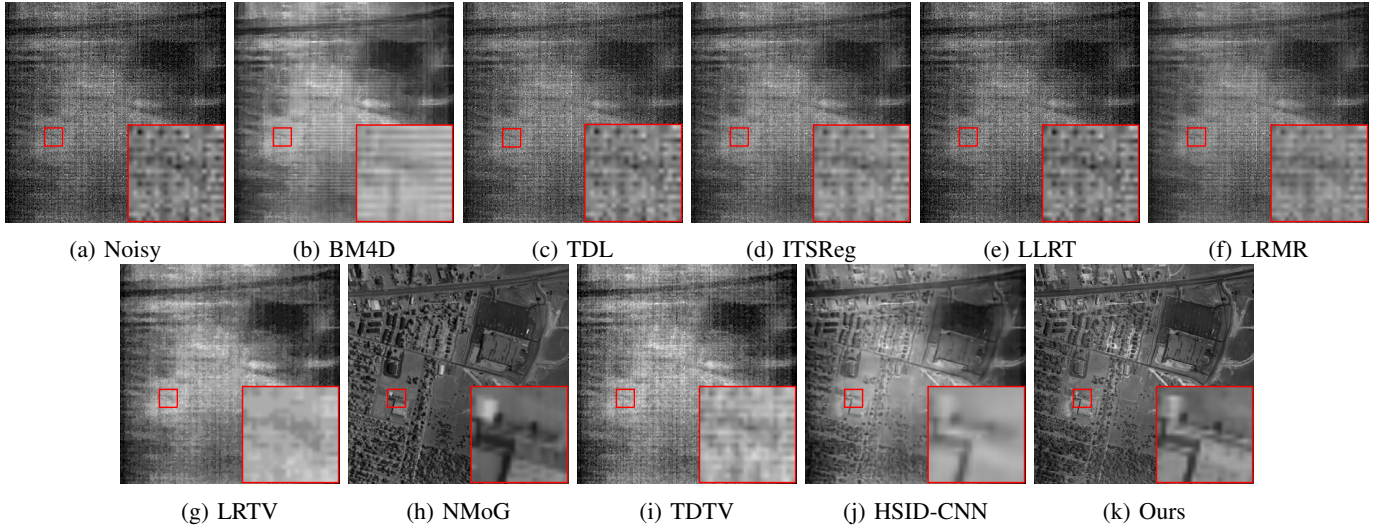 (a) Noisy (b) BM4D (c) TDL (d) ITSReg (e) LLRT (f) LRMR
(g) LRTV (h) NMoG (i) TDTV (j) HSID-CNN (k) Ours